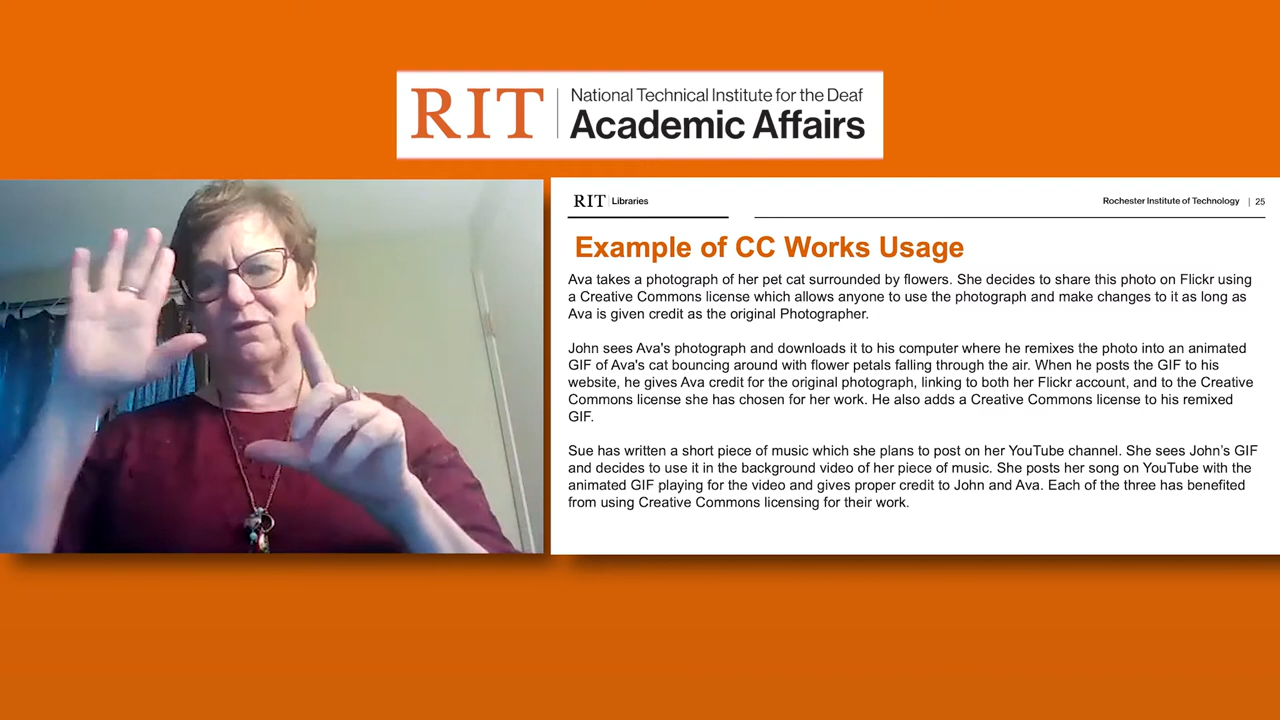 RIT National Technical Institute for the Deaf
Academic Affairs
RIT Libraries
Rochester Institute of Technology | 25
Example of CC Works Usage
Ava takes a photograph of her pet cat surrounded by flowers. She decides to share this photo on Flickr using
a Creative Commons license which allows anyone to use the photograph and make changes to it as long as
Ava is given credit as the original Photographer.
John sees Ava's photograph and downloads it to his computer where he remixes the photo into an animated
GIF of Ava's cat bouncing around with flower petals falling through the air. When he posts the GIF to his
website, he gives Ava credit for the original photograph, linking to both her Flickr account, and to the Creative
Commons license she has chosen for her work. He also adds a Creative Commons license to his remixed
GIF.
Sue has written a short piece of music which she plans to post on her YouTube channel. She sees John’s GIF
and decides to use it in the background video of her piece of music. She posts her song on YouTube with the
animated GIF playing for the video and gives proper credit to John and Ava. Each of the three has benefited
from using Creative Commons licensing for their work.